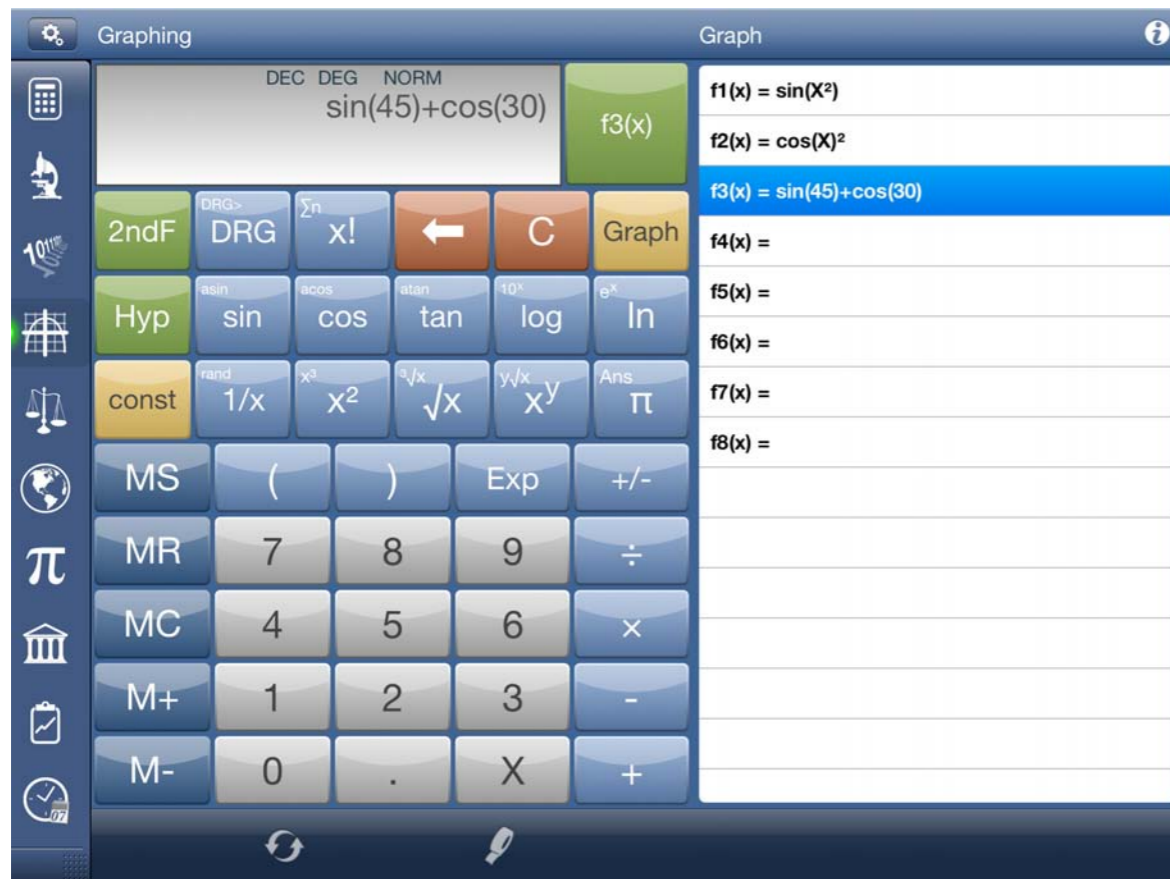 Graphing
Graph
DEC DEG NORM
sin(45)+cos(30)
f3(x)
2ndF
DRG>
DRG
∑n
x!
C
Graph
Hyp
asin
sin
acos
cos
atan
tan
10ˣ
log
eˣ
ln
const
rand
1/x
x³
x²
³√x
√x
y√x
xʸ
Ans
π
MS
(
)
Exp
+/-
MR
7
8
9
÷
MC
4
5
6
×
M+
1
2
3
-
M-
0
.
X
+
f1(x) = sin(X²)
f2(x) = cos(X)²
f3(x) = sin(45)+cos(30)
f4(x) =
f5(x) =
f6(x) =
f7(x) =
f8(x) =
π
07